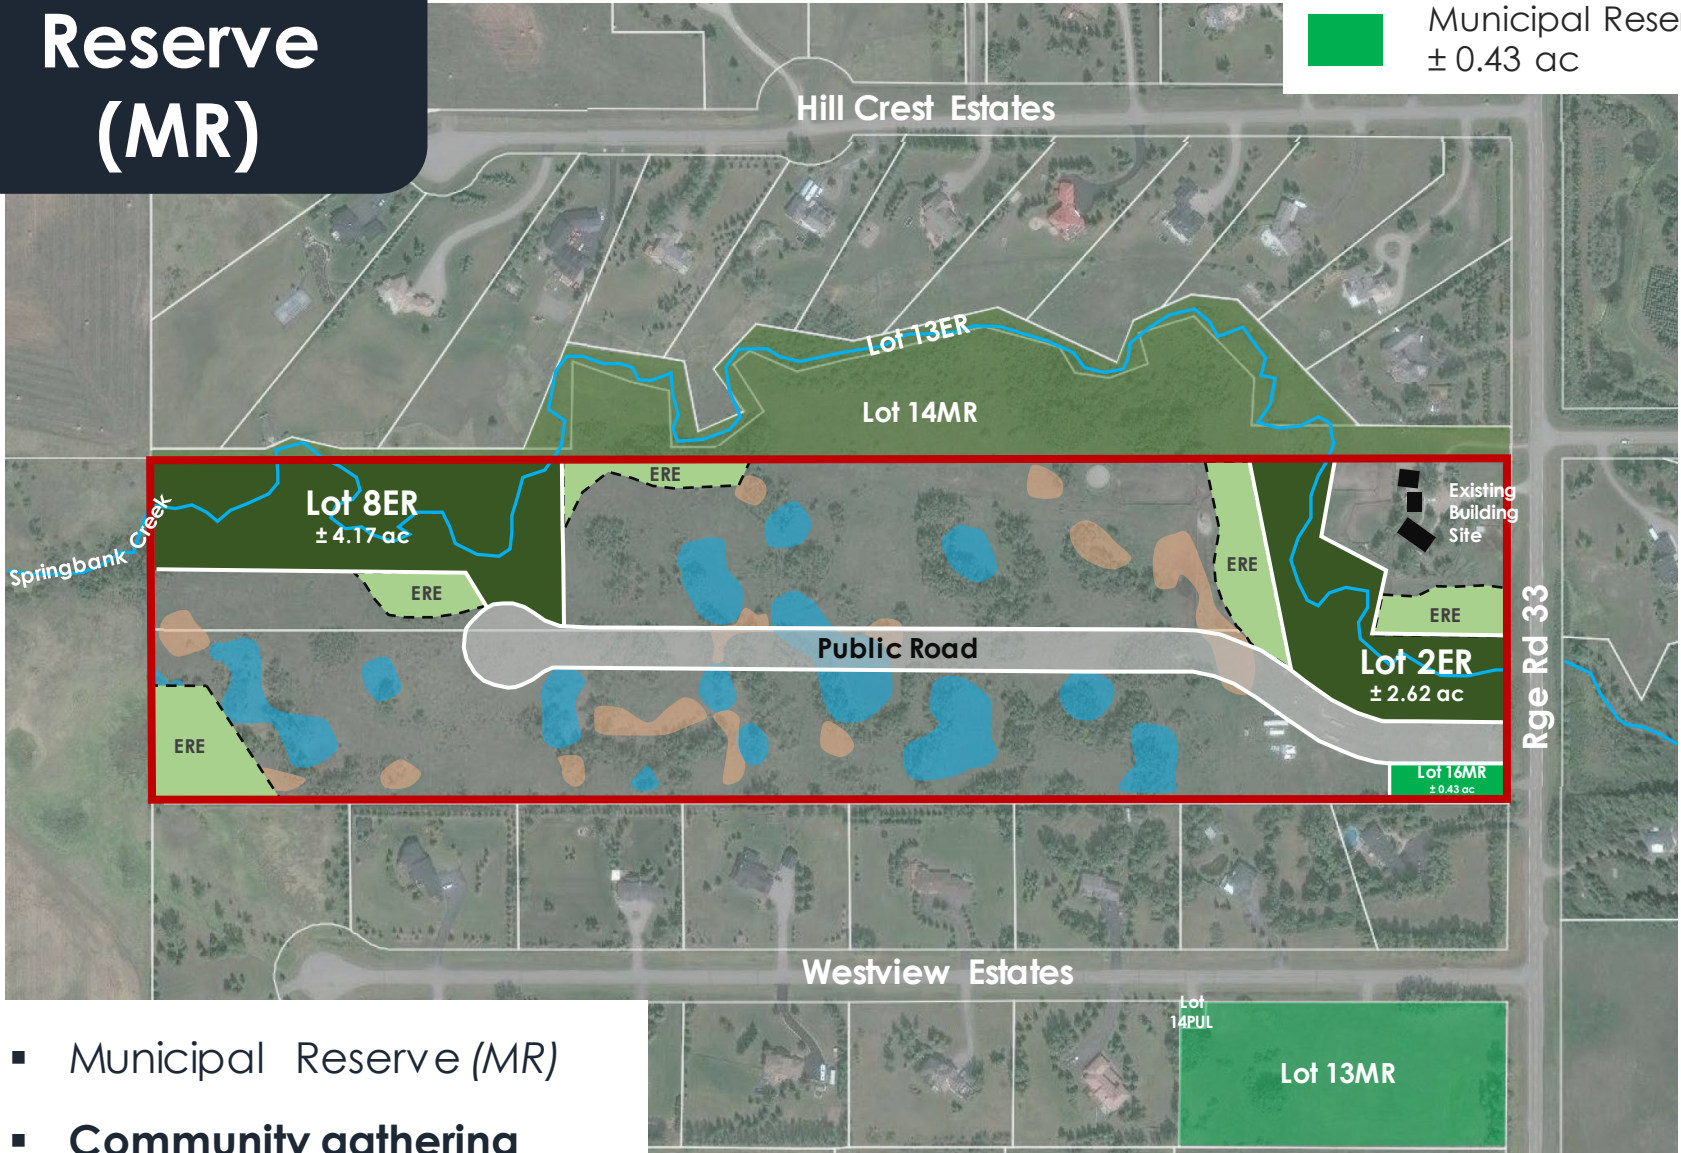 Reserve
(MR)
Municipal Reser
± 0.43 ac
Hill Crest Estates
Lot 13ER
Lot 14MR
ERE
Lot 8ER
± 4.17 ac
Existing
Building
Site
Springbank Creek
ERE
ERE
ERE
Public Road
Lot 2ER
± 2.62 ac
Rge Rd 33
ERE
Lot 16MR
± 0.43 ac
Westview Estates
Lot
14PUL
Lot 13MR
▪ Municipal Reserve (MR)
▪ Community gathering